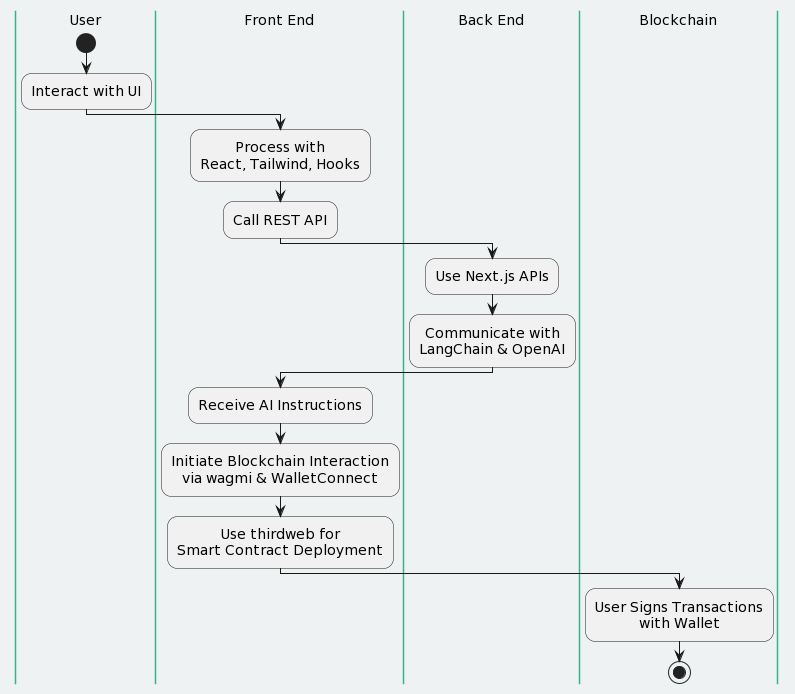 User
Front End
Back End
Blockchain
Interact with UI
Process with
React, Tailwind, Hooks
Call REST API
Use Next.js APIs
Communicate with
LangChain & OpenAI
Receive AI Instructions
Initiate Blockchain Interaction
via wagmi & WalletConnect
Use thirdweb for
Smart Contract Deployment
User Signs Transactions
with Wallet